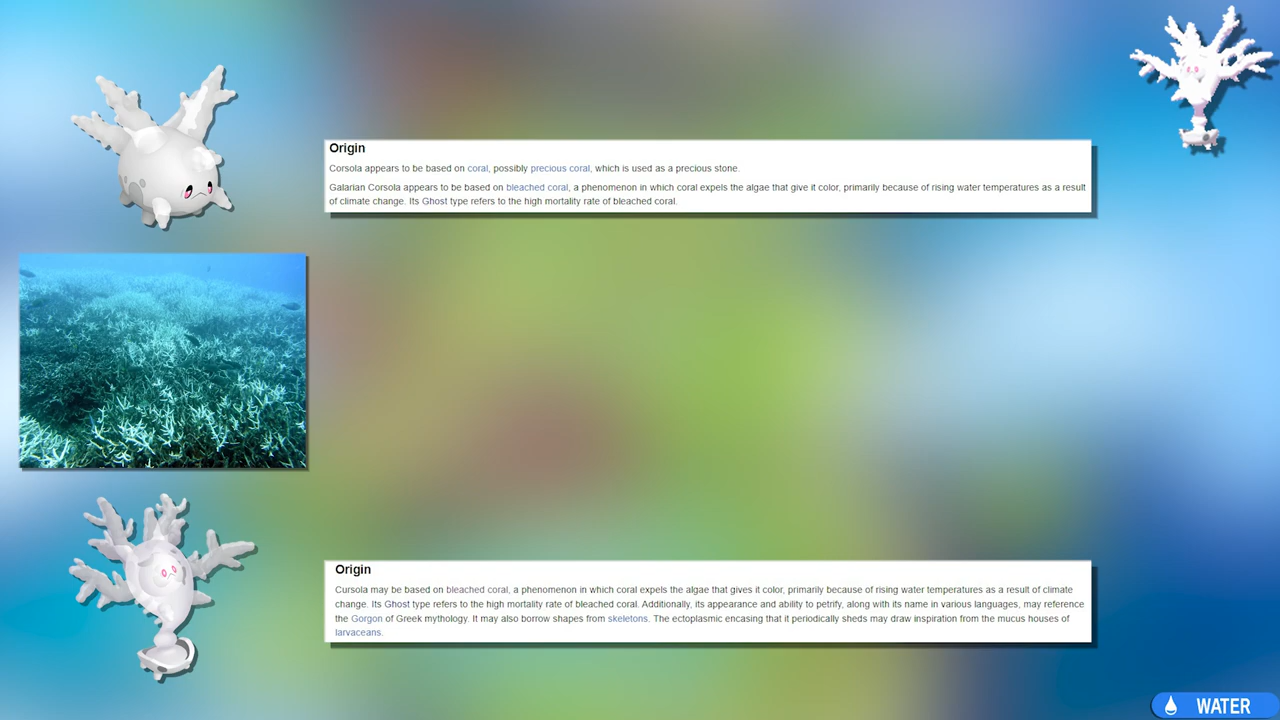 Origin
Corsola appears to be based on coral, possibly precious coral, which is used as a precious stone.
Galarian Corsola appears to be based on bleached coral, a phenomenon in which coral expels the algae that give it color, primarily because of rising water temperatures as a result
of climate change. Its Ghost type refers to the high mortality rate of bleached coral.
Origin
Cursola may be based on bleached coral, a phenomenon in which coral expels the algae that gives it color, primarily because of rising water temperatures as a result of climate
change. Its Ghost type refers to the high mortality rate of bleached coral. Additionally, its appearance and ability to petrify, along with its name in various languages, may reference
the Gorgon of Greek mythology. It may also borrow shapes from skeletons. The ectoplasmic encasing that it periodically sheds may draw inspiration from the mucus houses of
larvaceans.
WATER